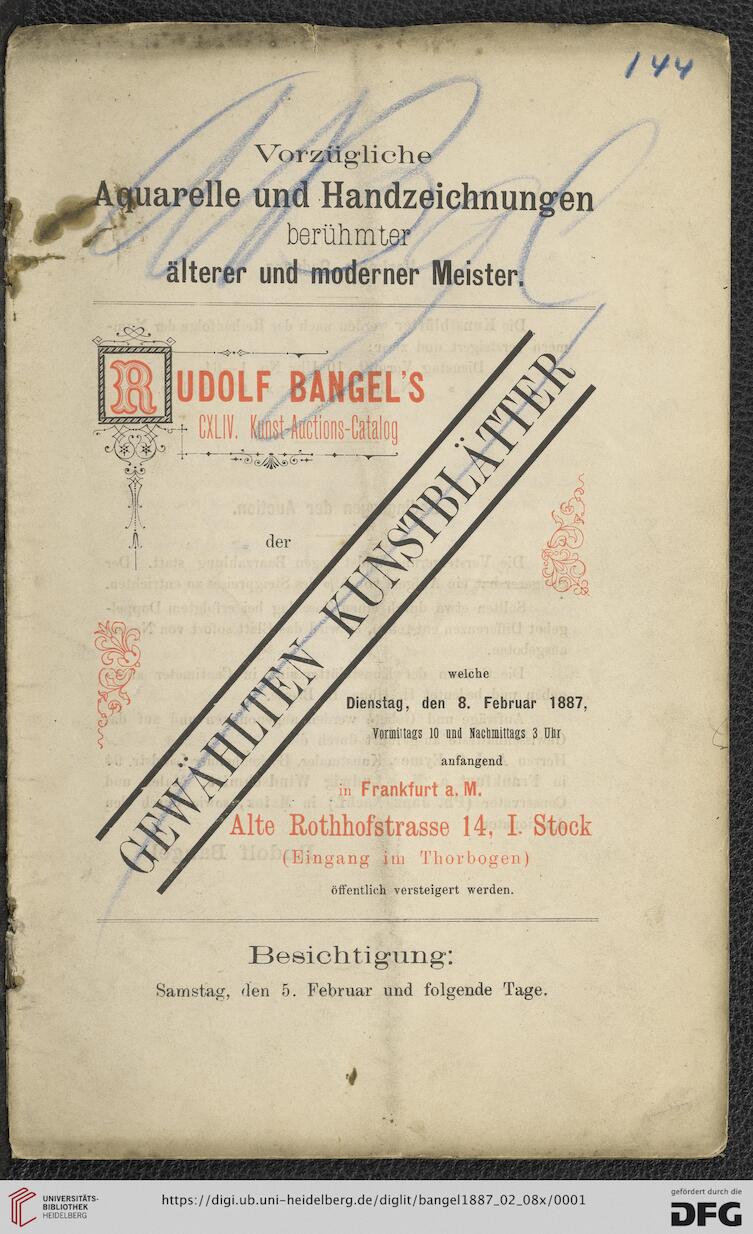 144
Vorzügliche
Aquarelle und Handzeichnungen
berühmter
älterer und moderner Meister.
RUDOLF BANGEL'S
CXLIV. Kunst-Auctions-Catalog
der
GEWÄHLTEN KUNSTBLÄTTER
welche
Dienstag, den 8. Februar 1887,
Vormittags 10 und Nachmittags 3 Uhr
anfangend
in Frankfurt a. M.
Alte Rothhofstrasse 14, I. Stock
(Eingang im Thorbogen)
öffentlich versteigert werden.
Besichtigung:
Samstag, den 5. Februar und folgende Tage.
UNIVERSITÄTS-
BIBLIOTHEK
HEIDELBERG
https://digi.ub.uni-heidelberg.de/diglit/bangel1887_02_08x/0001
gefördert durch die
DFG